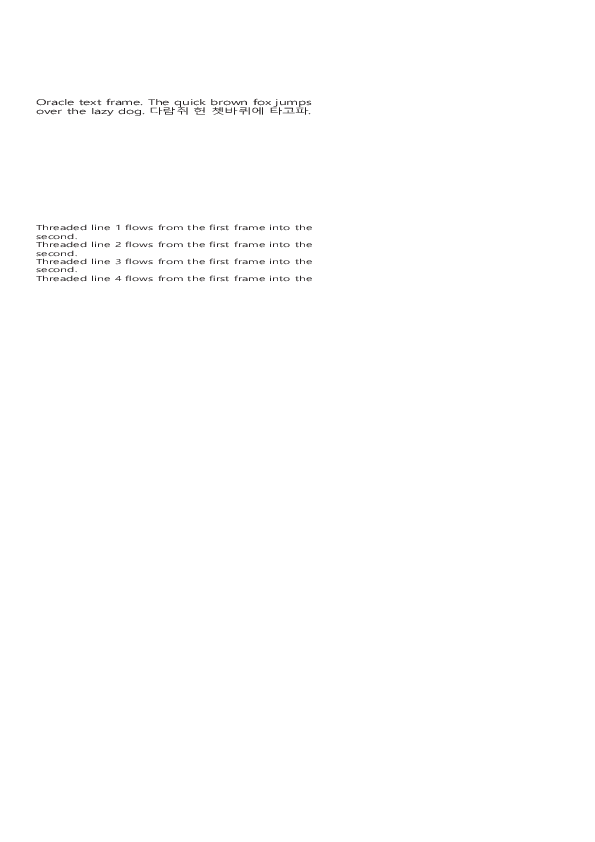 Oracle text frame. The quick brown fox jumps
over the lazy dog. 다람쥐 헌 쳇바퀴에 타고파.
Threaded line 1 flows from the first frame into the
second.
Threaded line 2 flows from the first frame into the
second.
Threaded line 3 flows from the first frame into the
second.
Threaded line 4 flows from the first frame into the